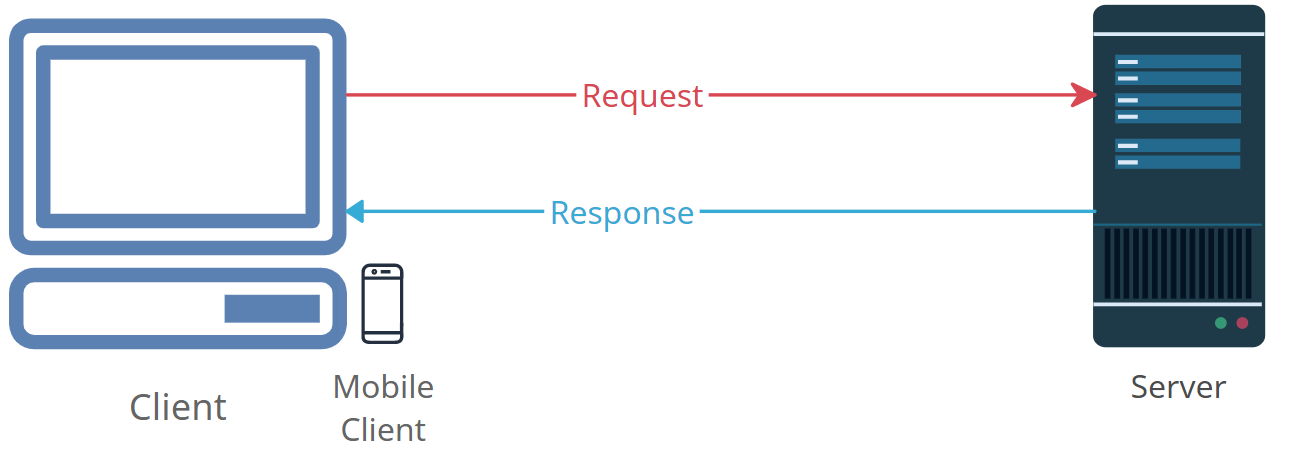 Request
Response
Client
Mobile
Client
Server